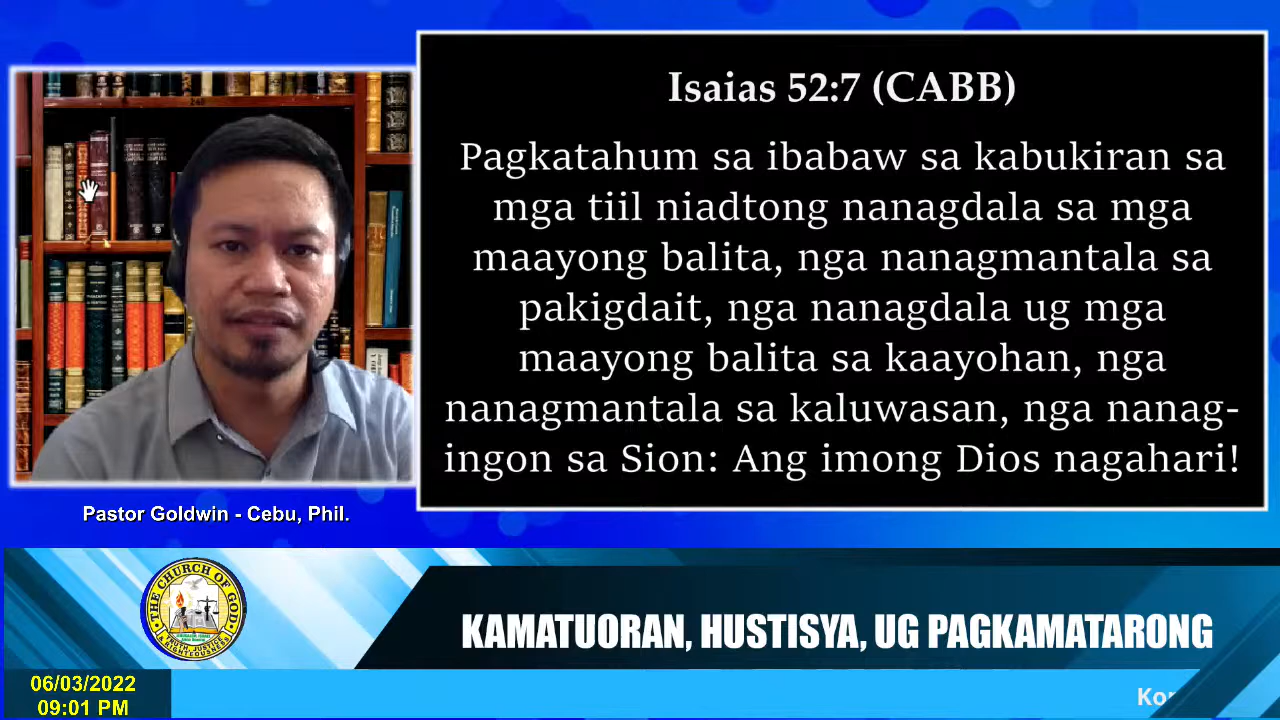 Isaias 52:7 (CABB)
Pagkatahum sa ibabaw sa kabukiran sa
mga tiil niadtong nanagdala sa mga
maayong balita, nga nanagmantala sa
pakigdait, nga nanagdala ug mga
maayong balita sa kaayohan, nga
nanagmantala sa kaluwasan, nga nanag-
ingon sa Sion: Ang imong Dios nagahari!
Pastor Goldwin - Cebu, Phil.
THE CHURCH OF GOD
TRUTH, JUSTICE
& RIGHTEOUSNESS
KAMATUORAN, HUSTISYA, UG PAGKAMATARONG
06/03/2022
09:01 PM